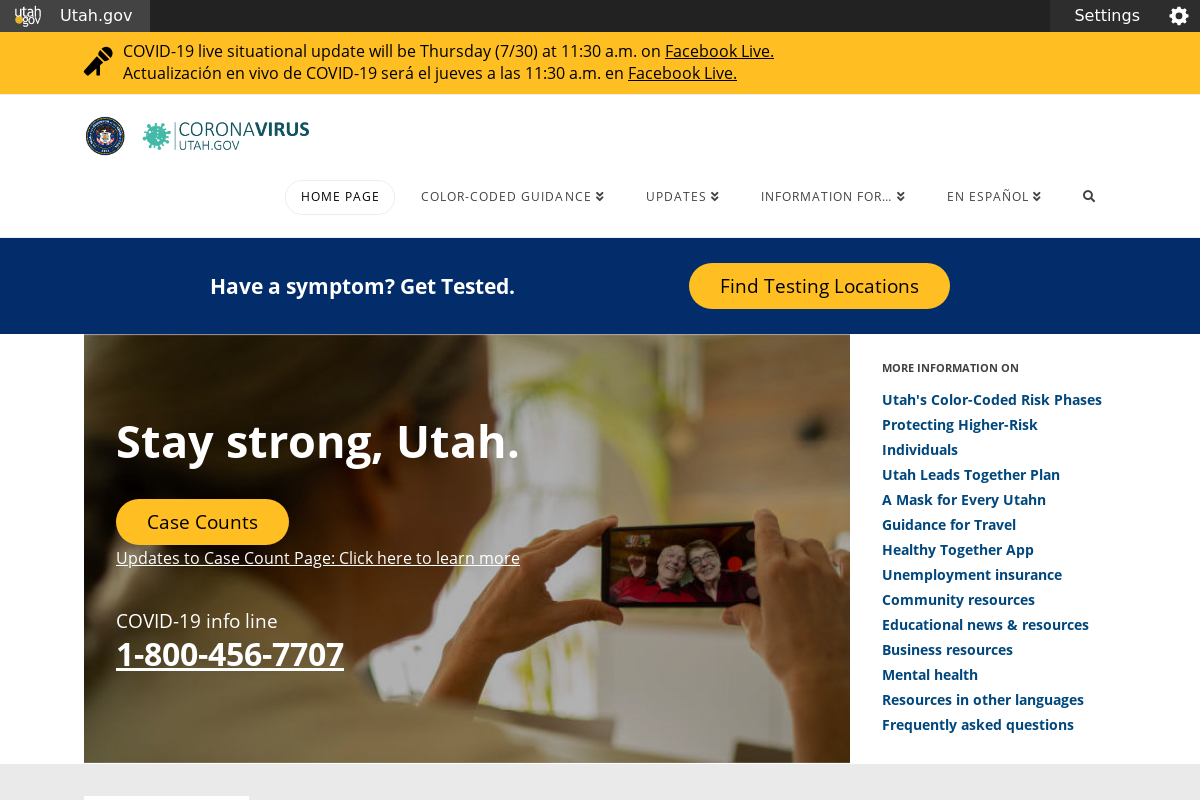 utah
gov
Utah.gov
Settings
COVID-19 live situational update will be Thursday (7/30) at 11:30 a.m. on Facebook Live.
Actualización en vivo de COVID-19 será el jueves a las 11:30 a.m. en Facebook Live.
CORONAVIRUS
UTAH.GOV
HOME PAGE
COLOR-CODED GUIDANCE
UPDATES
INFORMATION FOR...
EN ESPAÑOL
Have a symptom? Get Tested.
Find Testing Locations
Stay strong, Utah.
Case Counts
Updates to Case Count Page: Click here to learn more
COVID-19 info line
1-800-456-7707
MORE INFORMATION ON
Utah's Color-Coded Risk Phases
Protecting Higher-Risk
Individuals
Utah Leads Together Plan
A Mask for Every Utahn
Guidance for Travel
Healthy Together App
Unemployment insurance
Community resources
Educational news & resources
Business resources
Mental health
Resources in other languages
Frequently asked questions